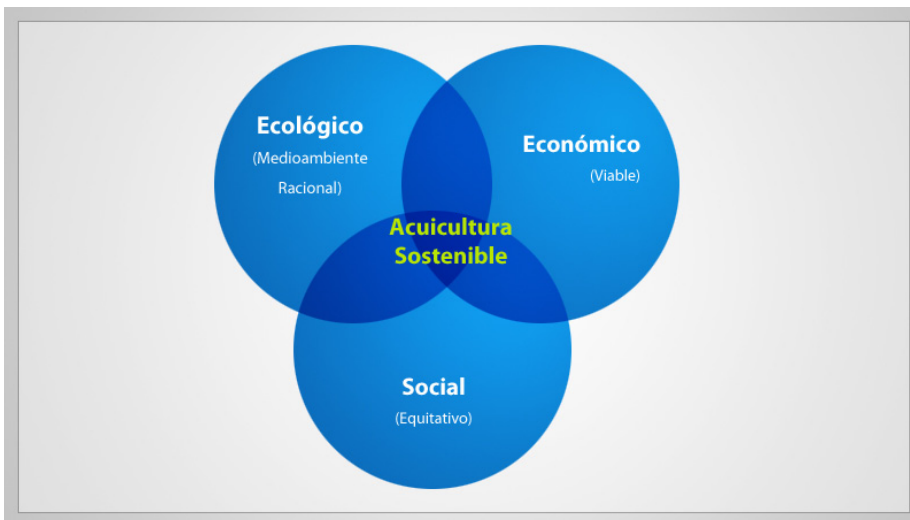 Ecológico
(Medioambiente
Racional)
Económico
(Viable)
Acuicultura
Sostenible
Social
(Equitativo)